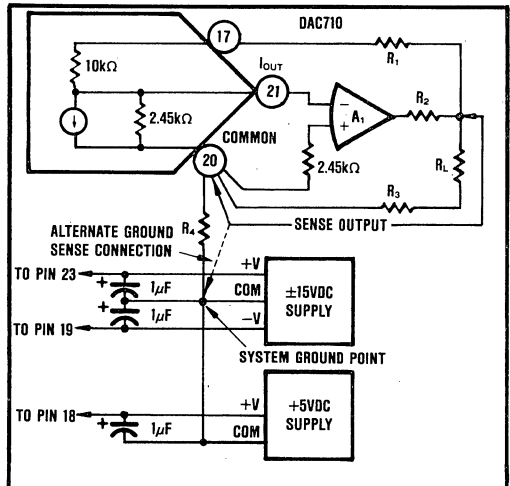 DAC710
17
10kΩ
R1
IOUT
21
−
+
A1
R2
2.45kΩ
COMMON
20
2.45kΩ
RL
R3
R4
SENSE OUTPUT
ALTERNATE GROUND
SENSE CONNECTION
TO PIN 23
+
1μF
+
1μF
TO PIN 19
+V
COM
−V
±15VDC
SUPPLY
SYSTEM GROUND POINT
TO PIN 18
+
1μF
+V
COM
+5VDC
SUPPLY